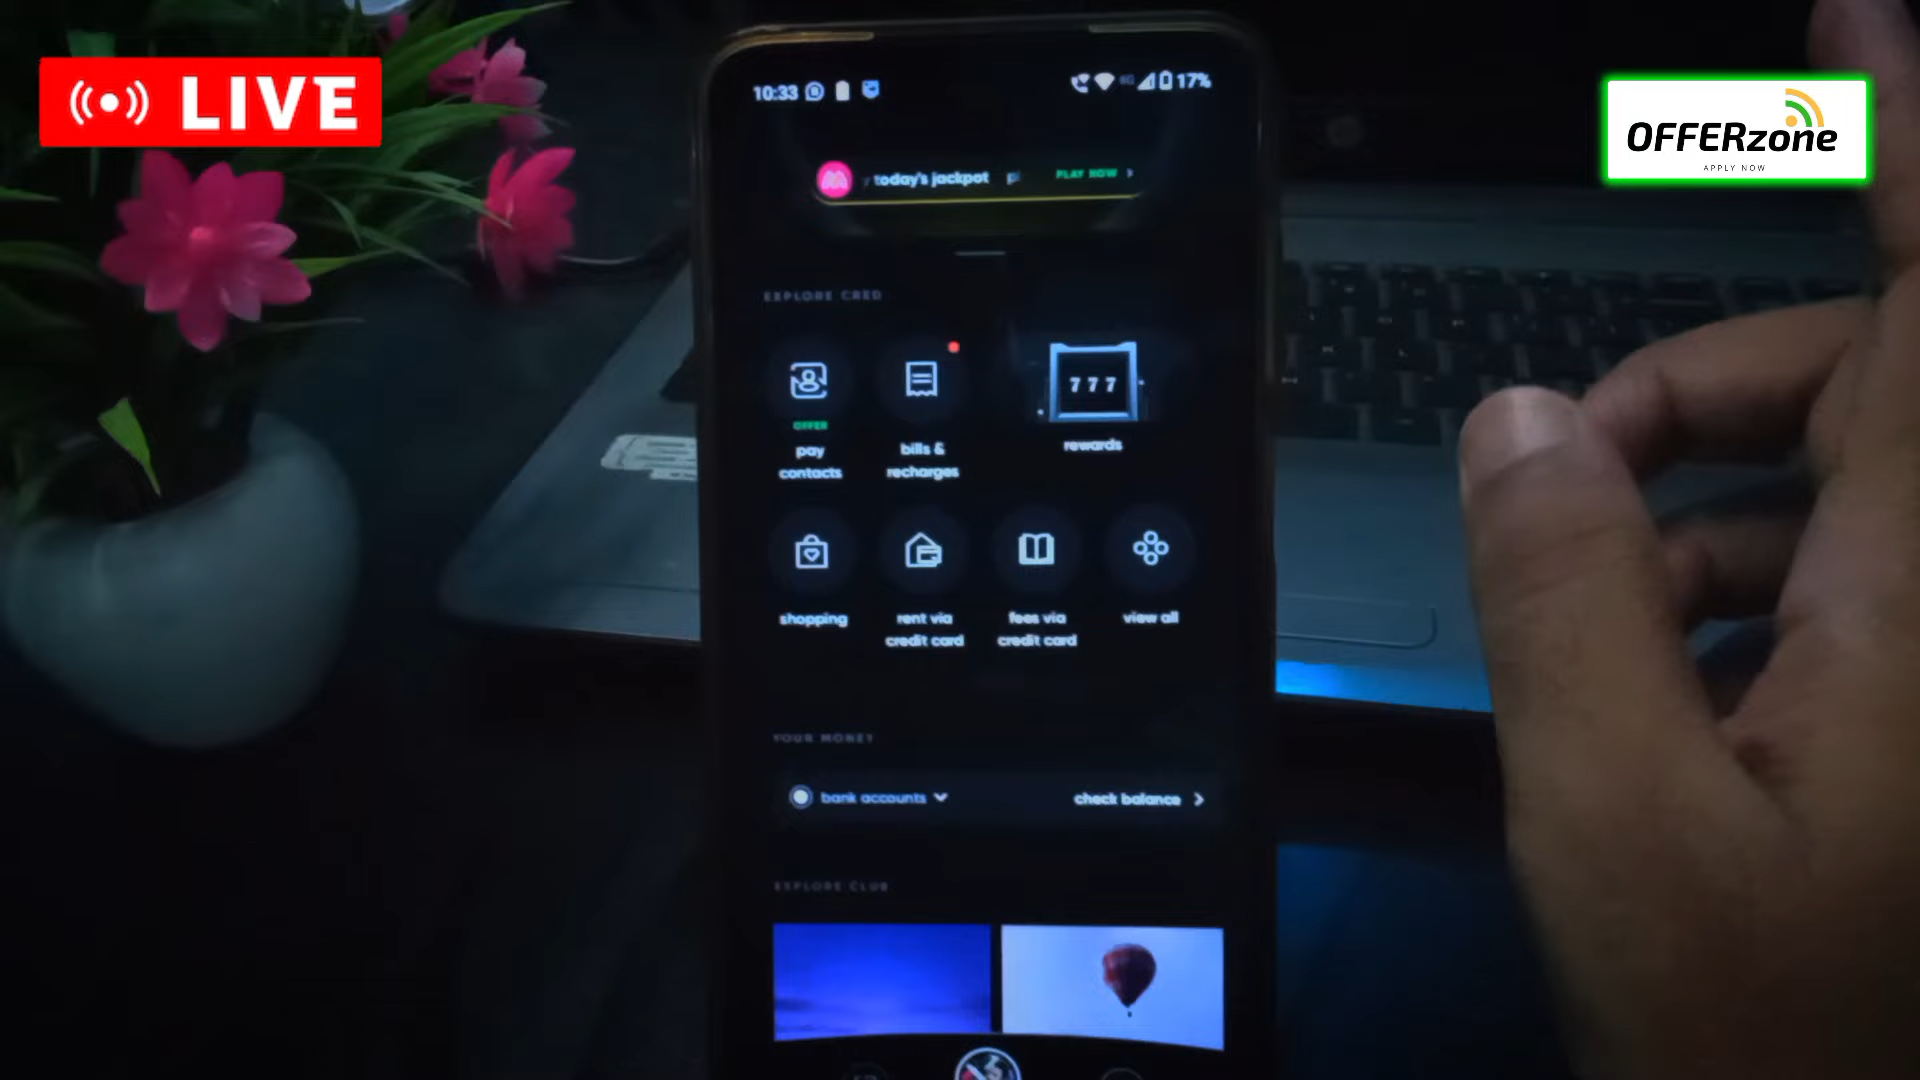 LIVE
OFFERzone
APPLY NOW
10:33
4G
17%
today's jackpot
PLAY NOW
EXPLORE CRED
777
OFFER
pay
contacts
bills &
recharges
rewards
shopping
rent via
credit card
fees via
credit card
view all
YOUR MONEY
bank accounts
check balance
EXPLORE CLUB